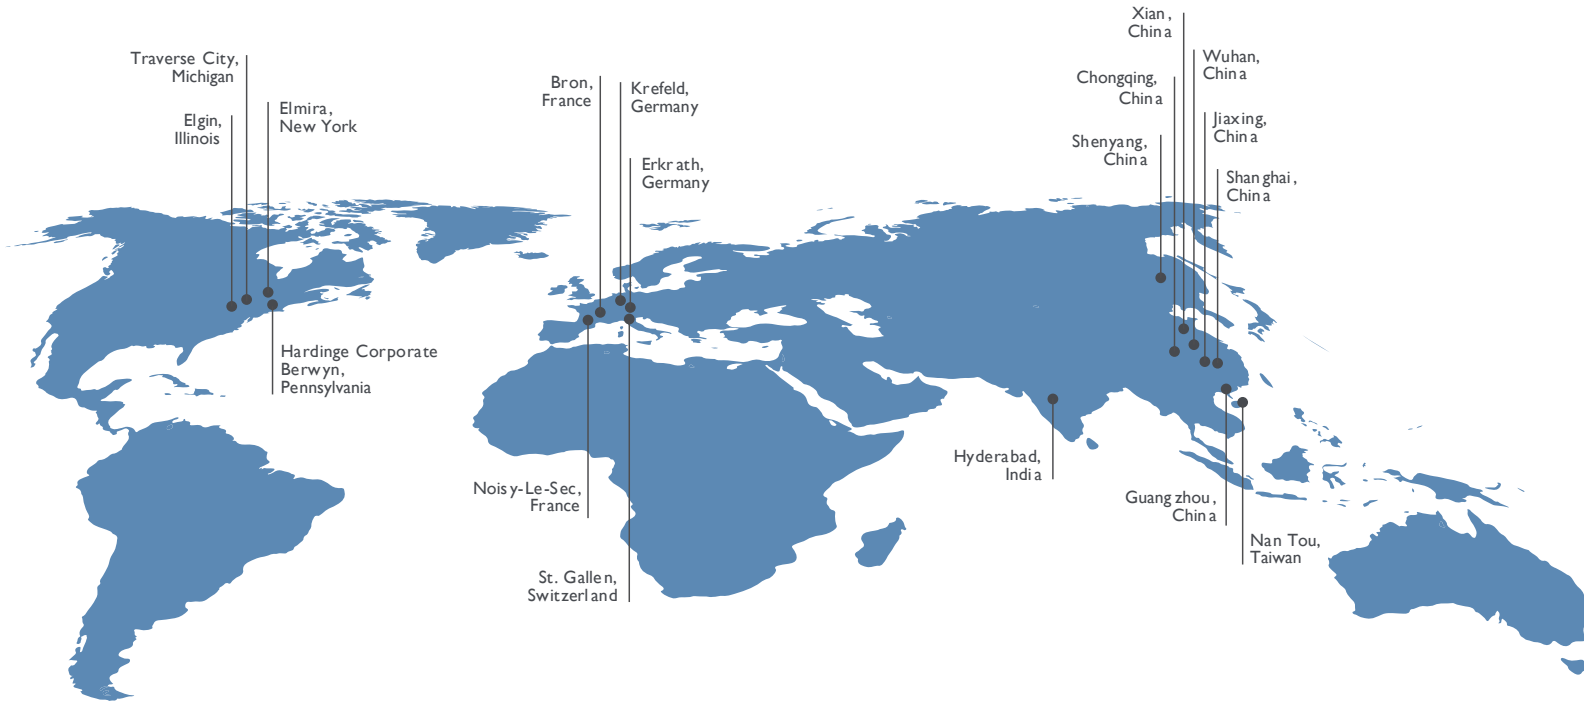 Traverse City,
Michigan
Elgin,
Illinois
Elmira,
New York
Hardinge Corporate
Berwyn,
Pennsylvania
Bron,
France
Krefeld,
Germany
Erkrath,
Germany
Noisy-Le-Sec,
France
St. Gallen,
Switzerland
Xian,
China
Wuhan,
China
Chongqing,
China
Jiaxing,
China
Shenyang,
China
Shanghai,
China
Hyderabad,
India
Guangzhou,
China
Nan Tou,
Taiwan